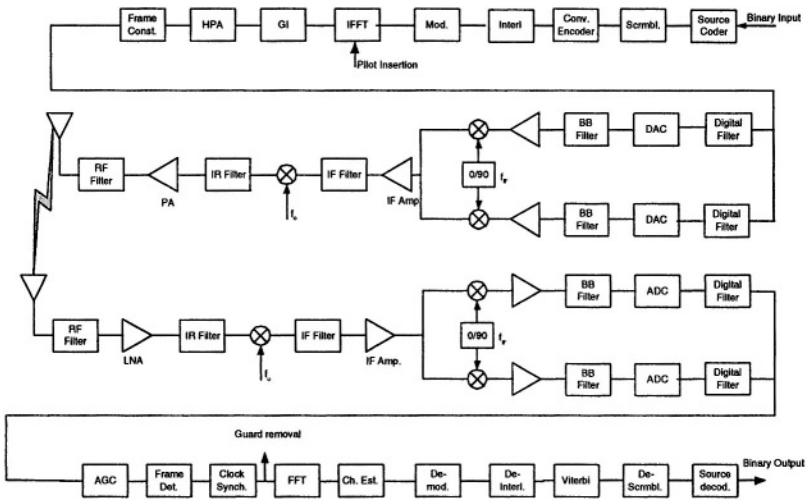 Frame Const.
HPA
GI
IFFT
Mod.
Interl
Conv. Encoder
Scrmbl.
Source Coder
Binary Input
Pilot Insertion
RF Filter
PA
IR Filter
IF Filter
IF Amp
0/90
BB Filter
DAC
Digital Filter
BB Filter
DAC
Digital Filter
RF Filter
LNA
IR Filter
IF Filter
IF Amp.
0/90
BB Filter
ADC
Digital Filter
BB Filter
ADC
Digital Filter
Guard removal
AGC
Frame Det.
Clock Synch.
FFT
Ch. Est.
De-mod.
De-Interl.
Viterbi
De-Scrmbl.
Source decod.
Binary Output